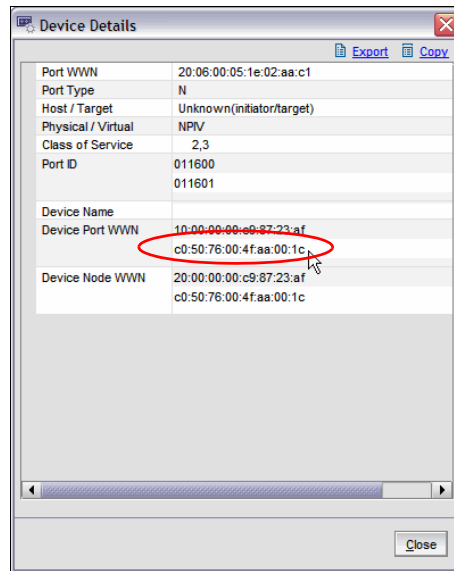 Device Details
Export Copy
Port WWN 20:06:00:05:1e:02:aa:c1
Port Type N
Host / Target Unknown(initiator/target)
Physical / Virtual NPIV
Class of Service 2,3
Port ID 011600
011601
Device Name
Device Port WWN 10:00:00:00:c9:87:23:af
c0:50:76:00:4f:aa:00:1c
Device Node WWN 20:00:00:00:c9:87:23:af
c0:50:76:00:4f:aa:00:1c
Close